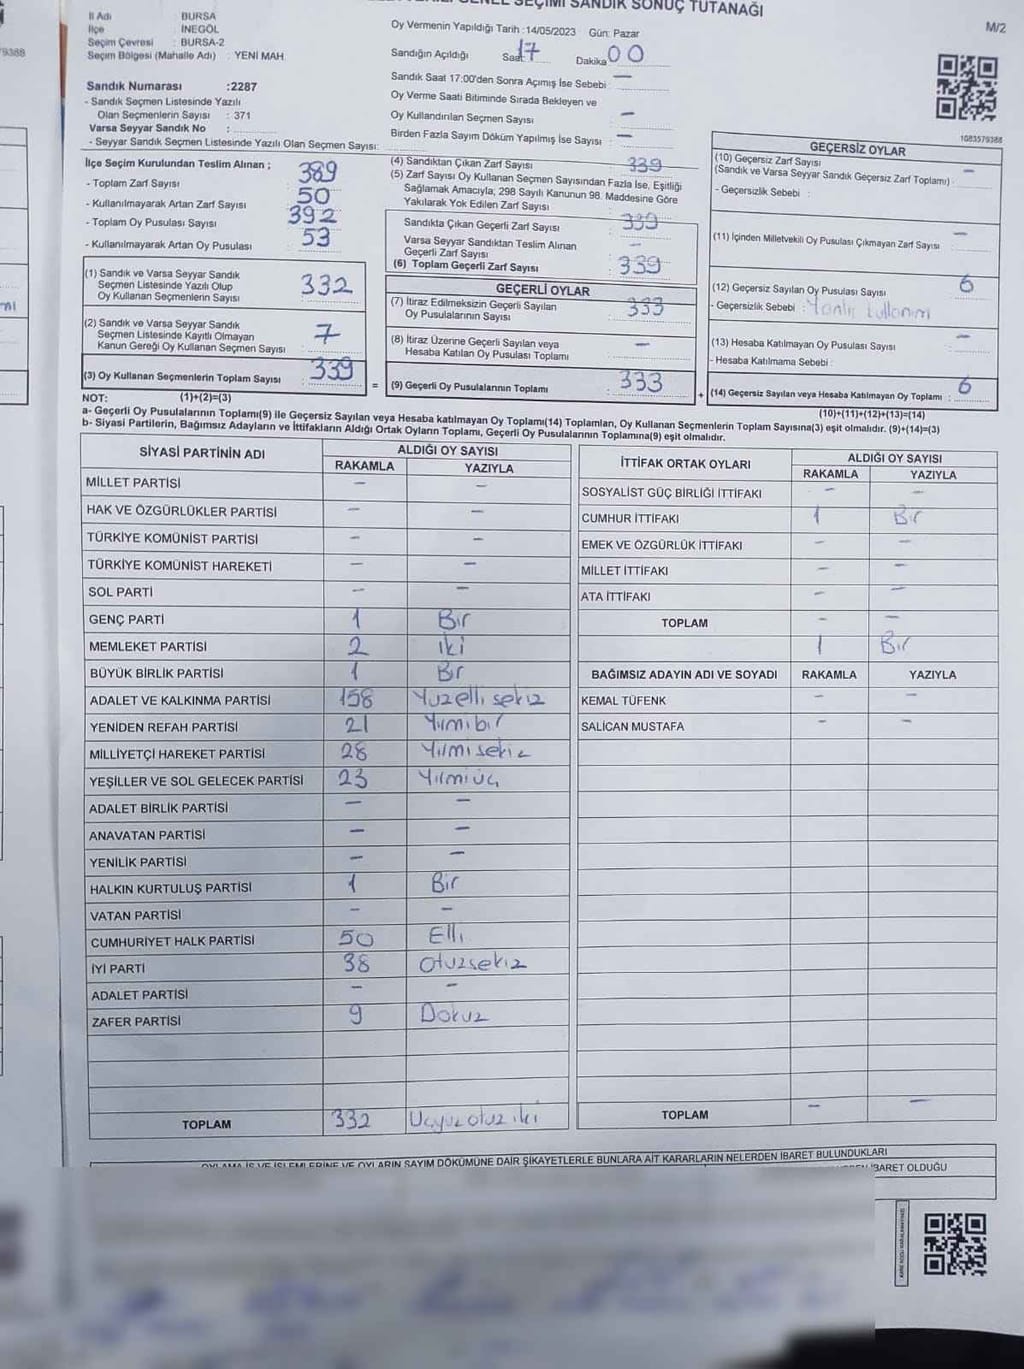 GENEL SEÇİMİ SANDIK SONUÇ TUTANAĞI
M/2
İl Adı BURSA
İlçe İNEGÖL
Seçim Çevresi : BURSA-2
Seçim Bölgesi (Mahalle Adı) : YENİ MAH
9388
Sandık Numarası :2287
- Sandık Seçmen Listesinde Yazılı
Olan Seçmenlerin Sayısı : 371
Varsa Seyyar Sandık No :
- Seyyar Sandık Seçmen Listesinde Yazılı Olan Seçmen Sayısı:
Oy Vermenin Yapıldığı Tarih :14/05/2023 Gün: Pazar
Sandığın Açıldığı Saat 17 Dakika 00
Sandık Saat 17:00'den Sonra Açımış İse Sebebi : —
Oy Verme Saati Bitiminde Sırada Bekleyen ve
Oy Kullandırılan Seçmen Sayısı : —
Birden Fazla Sayım Döküm Yapılmış İse Sayısı : —
1083579388
İlçe Seçim Kurulundan Teslim Alınan ;
- Toplam Zarf Sayısı : 389
- Kullanılmayarak Artan Zarf Sayısı : 50
- Toplam Oy Pusulası Sayısı : 392
- Kullanılmayarak Artan Oy Pusulası : 53
(1) Sandık ve Varsa Seyyar Sandık
Seçmen Listesinde Yazılı Olup
Oy Kullanan Seçmenlerin Sayısı : 332
(2) Sandık ve Varsa Seyyar Sandık
Seçmen Listesinde Kayıtlı Olmayan
Kanun Gereği Oy Kullanan Seçmen Sayısı : 7
(3) Oy Kullanan Seçmenlerin Toplam Sayısı : 339
(4) Sandıktan Çıkan Zarf Sayısı : 339
(5) Zarf Sayısı Oy Kullanan Seçmen Sayısından Fazla İse, Eşitliği
Sağlamak Amacıyla; 298 Sayılı Kanunun 98. Maddesine Göre
Yakılarak Yok Edilen Zarf Sayısı :
Sandıkta Çıkan Geçerli Zarf Sayısı : 339
Varsa Seyyar Sandıktan Teslim Alınan
Geçerli Zarf Sayısı : —
(6) Toplam Geçerli Zarf Sayısı : 339
GEÇERLİ OYLAR
(7) İtiraz Edilmeksizin Geçerli Sayılan
Oy Pusulalarının Sayısı : 333
(8) İtiraz Üzerine Geçerli Sayılan veya
Hesaba Katılan Oy Pusulası Toplamı : —
= (9) Geçerli Oy Pusulalarının Toplamı : 333
GEÇERSİZ OYLAR
(10) Geçersiz Zarf Sayısı
(Sandık ve Varsa Seyyar Sandık Geçersiz Zarf Toplamı) : —
- Geçersizlik Sebebi :
(11) İçinden Milletvekili Oy Pusulası Çıkmayan Zarf Sayısı : —
(12) Geçersiz Sayılan Oy Pusulası Sayısı : 6
- Geçersizlik Sebebi : Yanlış kullanım
(13) Hesaba Katılmayan Oy Pusulası Sayısı : —
- Hesaba Katılmama Sebebi :
+ (14) Geçersiz Sayılan veya Hesaba Katılmayan Oy Toplamı : 6
NOT: (1)+(2)=(3)
(10)+(11)+(12)+(13)=(14)
a- Geçerli Oy Pusulalarının Toplamı(9) ile Geçersiz Sayılan veya Hesaba katılmayan Oy Toplamı(14) Toplamları, Oy Kullanan Seçmenlerin Toplam Sayısına(3) eşit olmalıdır. (9)+(14)=(3)
b- Siyasi Partilerin, Bağımsız Adayların ve İttifakların Aldığı Ortak Oyların Toplamı, Geçerli Oy Pusulalarının Toplamına(9) eşit olmalıdır.
SİYASİ PARTİNİN ADI ALDIĞI OY SAYISI
RAKAMLA YAZIYLA
MİLLET PARTİSİ — —
HAK VE ÖZGÜRLÜKLER PARTİSİ — —
TÜRKİYE KOMÜNİST PARTİSİ — —
TÜRKİYE KOMÜNİST HAREKETİ — —
SOL PARTİ — —
GENÇ PARTİ 1 Bir
MEMLEKET PARTİSİ 2 iki
BÜYÜK BİRLİK PARTİSİ 1 Bir
ADALET VE KALKINMA PARTİSİ 158 Yüzelli sekiz
YENİDEN REFAH PARTİSİ 21 Yirmibir
MİLLİYETÇİ HAREKET PARTİSİ 28 Yirmi sekiz
YEŞİLLER VE SOL GELECEK PARTİSİ 23 Yirmiüç
ADALET BİRLİK PARTİSİ — —
ANAVATAN PARTİSİ — —
YENİLİK PARTİSİ — —
HALKIN KURTULUŞ PARTİSİ 1 Bir
VATAN PARTİSİ — —
CUMHURİYET HALK PARTİSİ 50 Elli
İYİ PARTİ 38 Otuzsekiz
ADALET PARTİSİ — —
ZAFER PARTİSİ 9 Dokuz
TOPLAM 332 Üçyüz otuz iki
İTTİFAK ORTAK OYLARI ALDIĞI OY SAYISI
RAKAMLA YAZIYLA
SOSYALİST GÜÇ BİRLİĞİ İTTİFAKI — —
CUMHUR İTTİFAKI 1 Bir
EMEK VE ÖZGÜRLÜK İTTİFAKI — —
MİLLET İTTİFAKI — —
ATA İTTİFAKI — —
TOPLAM — —
1 Bir
BAĞIMSIZ ADAYIN ADI VE SOYADI RAKAMLA YAZIYLA
KEMAL TÜFENK — —
SALİCAN MUSTAFA — —
TOPLAM — —
OYLAMA İŞ VE İŞLEMLERİNE VE OYLARIN SAYIM DÖKÜMÜNE DAİR ŞİKAYETLERLE BUNLARA AİT KARARLARIN NELERDEN İBARET BULUNDUKLARI
İBARET OLDUĞU